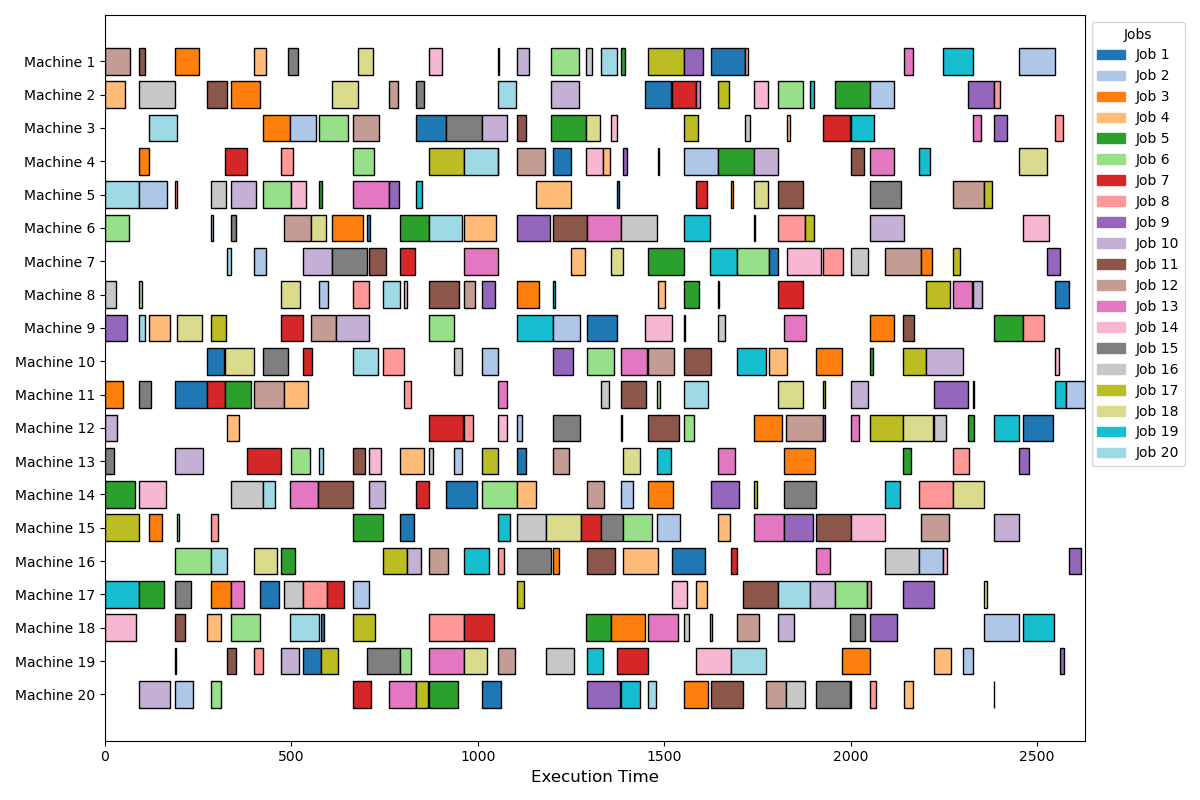 Machine 1
Machine 2
Machine 3
Machine 4
Machine 5
Machine 6
Machine 7
Machine 8
Machine 9
Machine 10
Machine 11
Machine 12
Machine 13
Machine 14
Machine 15
Machine 16
Machine 17
Machine 18
Machine 19
Machine 20
0 500 1000 1500 2000 2500
Execution Time
Jobs
Job 1
Job 2
Job 3
Job 4
Job 5
Job 6
Job 7
Job 8
Job 9
Job 10
Job 11
Job 12
Job 13
Job 14
Job 15
Job 16
Job 17
Job 18
Job 19
Job 20